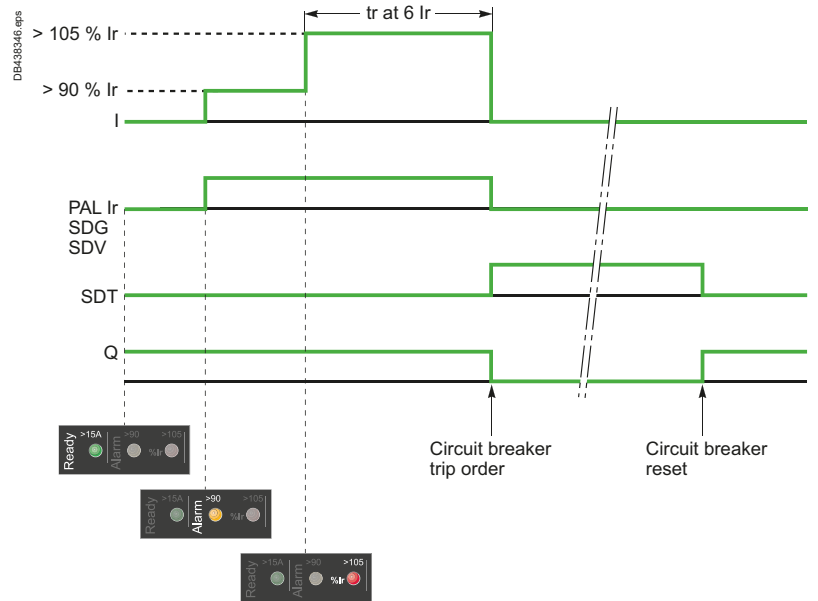 DB438346.eps
tr at 6 Ir
> 105 % Ir
> 90 % Ir
I
PAL Ir
SDG
SDV
SDT
Q
Circuit breaker
trip order
Circuit breaker
reset
Ready
>15A
Alarm
>90
%Ir
>105
Ready
>15A
Alarm
>90
%Ir
>105
Ready
>15A
Alarm
>90
%Ir
>105